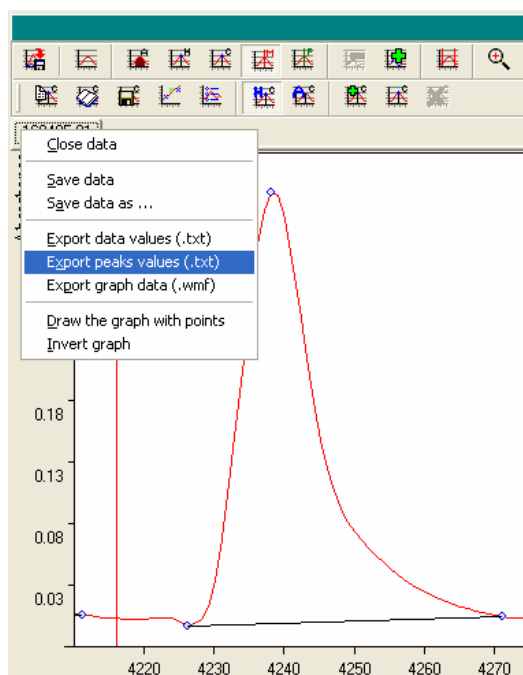 Close data
Save data
Save data as ...
Export data values (.txt)
Export peaks values (.txt)
Export graph data (.wmf)
Draw the graph with points
Invert graph
0.18
0.13
0.08
0.03
4220 4230 4240 4250 4260 4270